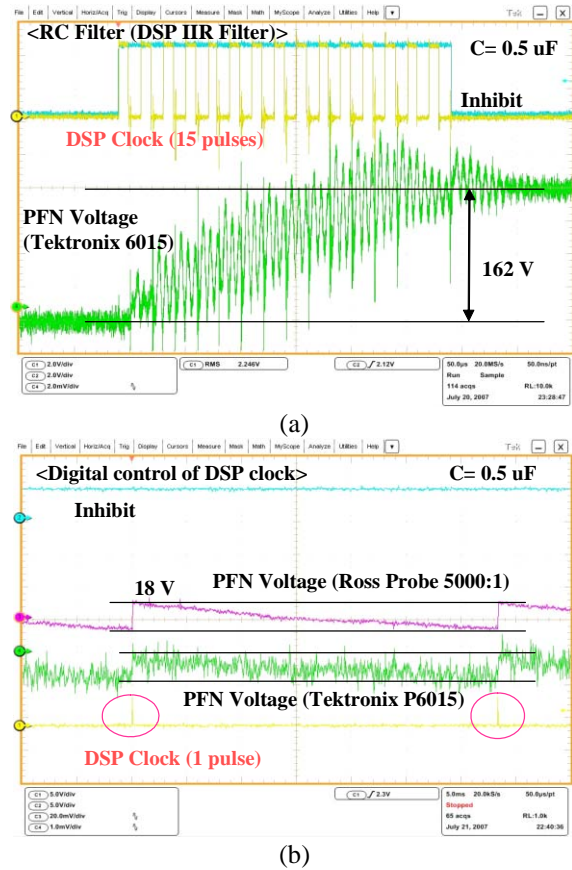 File Edit Vertical Horiz/Acq Trig Display Cursors Measure Mask Math MyScope Analyze Utilities Help Tek
<RC Filter (DSP IIR Filter)>
C= 0.5 uF
Inhibit
DSP Clock (15 pulses)
PFN Voltage
(Tektronix 6015)
162 V
C1 2.0V/div
C2 2.0V/div
C4 2.0mV/div
C1 RMS 2.246V
C2 2.12V
50.0µs 20.0MS/s 50.0ns/pt
Run Sample
114 acqs RL:10.0k
July 20, 2007 23:28:47
(a)
File Edit Vertical Horiz/Acq Trig Display Cursors Measure Mask Math MyScope Analyze Utilities Help Tek
<Digital control of DSP clock>
C= 0.5 uF
Inhibit
18 V
PFN Voltage (Ross Probe 5000:1)
PFN Voltage (Tektronix P6015)
DSP Clock (1 pulse)
C1 5.0V/div
C2 5.0V/div
C3 20.0mV/div
C4 1.0mV/div
C1 2.3V
5.0ms 20.0kS/s 50.0µs/pt
Stopped
65 acqs RL:1.0k
July 21, 2007 22:40:36
(b)